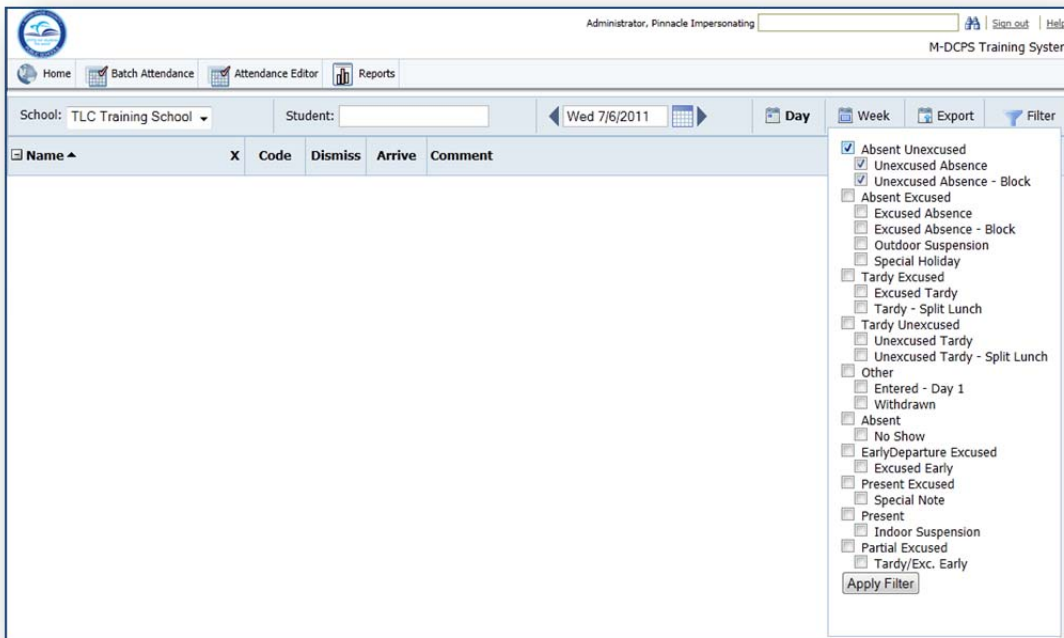 Administrator, Pinnacle Impersonating Sign out Help
M-DCPS Training System
Home Batch Attendance Attendance Editor Reports
School: TLC Training School Student: Wed 7/6/2011 Day Week Export Filter
Name X Code Dismiss Arrive Comment
Absent Unexcused
Unexcused Absence
Unexcused Absence - Block
Absent Excused
Excused Absence
Excused Absence - Block
Outdoor Suspension
Special Holiday
Tardy Excused
Excused Tardy
Tardy - Split Lunch
Tardy Unexcused
Unexcused Tardy
Unexcused Tardy - Split Lunch
Other
Entered - Day 1
Withdrawn
Absent
No Show
EarlyDeparture Excused
Excused Early
Present Excused
Special Note
Present
Indoor Suspension
Partial Excused
Tardy/Exc. Early
Apply Filter